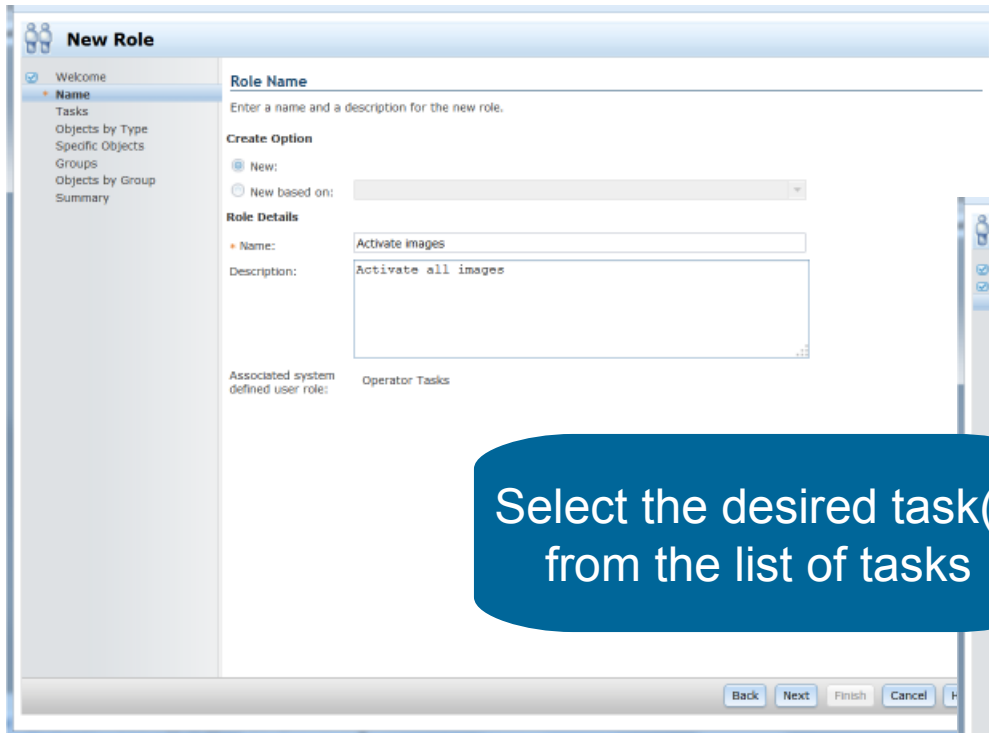 New Role
Welcome
Name
Tasks
Objects by Type
Specific Objects
Groups
Objects by Group
Summary
Role Name
Enter a name and a description for the new role.
Create Option
New:
New based on:
Role Details
* Name:
Activate images
Description:
Activate all images
Associated system
defined user role:
Operator Tasks
Select the desired task(
from the list of tasks
Back
Next
Finish
Cancel
H